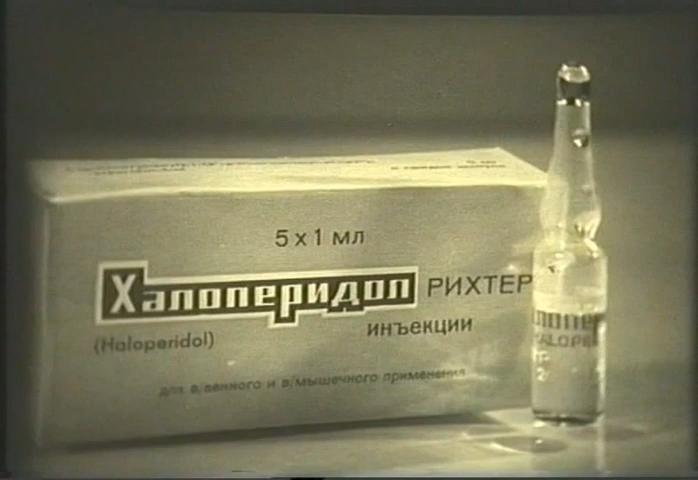 5 х 1 мл
Халоперидол РИХТЕР
(Haloperidol)
инъекции
для в/венного и в/мышечного применения